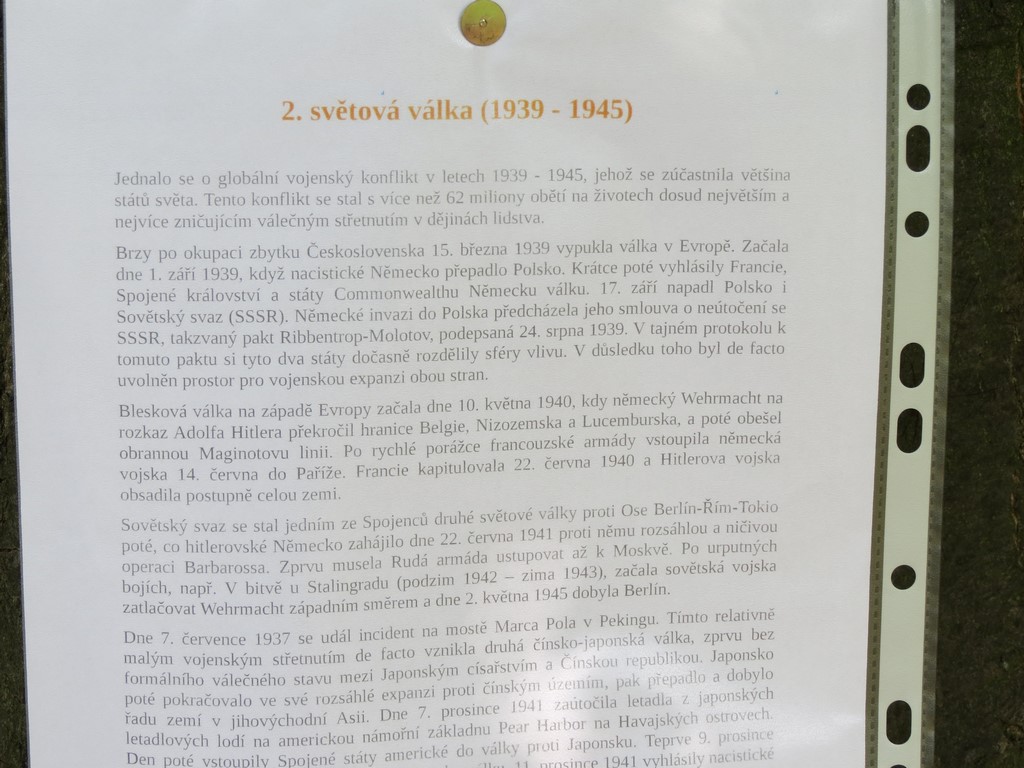 2. světová válka (1939 - 1945)
Jednalo se o globální vojenský konflikt v letech 1939 - 1945, jehož se zúčastnila většina
států světa. Tento konflikt se stal s více než 62 miliony obětí na životech dosud největším a
nejvíce zničujícím válečným střetnutím v dějinách lidstva.
Brzy po okupaci zbytku Československa 15. března 1939 vypukla válka v Evropě. Začala
dne 1. září 1939, když nacistické Německo přepadlo Polsko. Krátce poté vyhlásily Francie,
Spojené království a státy Commonwealthu Německu válku. 17. září napadl Polsko i
Sovětský svaz (SSSR). Německé invazi do Polska předcházela jeho smlouva o neútočení se
SSSR, takzvaný pakt Ribbentrop-Molotov, podepsaná 24. srpna 1939. V tajném protokolu k
tomuto paktu si tyto dva státy dočasně rozdělily sféry vlivu. V důsledku toho byl de facto
uvolněn prostor pro vojenskou expanzi obou stran.
Blesková válka na západě Evropy začala dne 10. května 1940, kdy německý Wehrmacht na
rozkaz Adolfa Hitlera překročil hranice Belgie, Nizozemska a Lucemburska, a poté obešel
obrannou Maginotovu linii. Po rychlé porážce francouzské armády vstoupila německá
vojska 14. června do Paříže. Francie kapitulovala 22. června 1940 a Hitlerova vojska
obsadila postupně celou zemi.
Sovětský svaz se stal jedním ze Spojenců druhé světové války proti Ose Berlín-Řím-Tokio
poté, co hitlerovské Německo zahájilo dne 22. června 1941 proti němu rozsáhlou a ničivou
operaci Barbarossa. Zprvu musela Rudá armáda ustupovat až k Moskvě. Po urputných
bojích, např. V bitvě u Stalingradu (podzim 1942 – zima 1943), začala sovětská vojska
zatlačovat Wehrmacht západním směrem a dne 2. května 1945 dobyla Berlín.
Dne 7. července 1937 se udál incident na mostě Marca Pola v Pekingu. Tímto relativně
malým vojenským střetnutím de facto vznikla druhá čínsko-japonská válka, zprvu bez
formálního válečného stavu mezi Japonským císařstvím a Čínskou republikou. Japonsko
poté pokračovalo ve své rozsáhlé expanzi proti čínským územím, pak přepadlo a dobylo
řadu zemí v jihovýchodní Asii. Dne 7. prosince 1941 zaútočila letadla z japonských
letadlových lodí na americkou námořní základnu Pear Harbor na Havajských ostrovech.
Den poté vstoupily Spojené státy americké do války proti Japonsku. Teprve 9. prosince
11. prosince 1941 vyhlásily nacistické